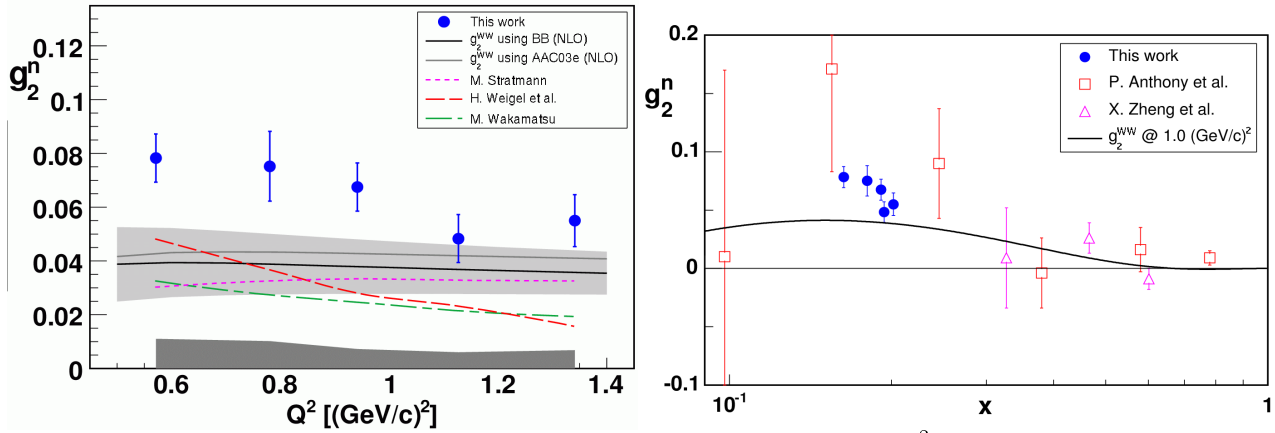 0.12
0.1
0.08
0.06
0.04
0.02
0
g₂ⁿ
This work
g₂ᵂᵂ using BB (NLO)
g₂ᵂᵂ using AAC03e (NLO)
M. Stratmann
H. Weigel et al.
M. Wakamatsu
0.6 0.8 1 1.2 1.4
Q² [(GeV/c)²]
0.2
0.1
0
-0.1
g₂ⁿ
This work
P. Anthony et al.
X. Zheng et al.
g₂ᵂᵂ @ 1.0 (GeV/c)²
10⁻¹ 1
x